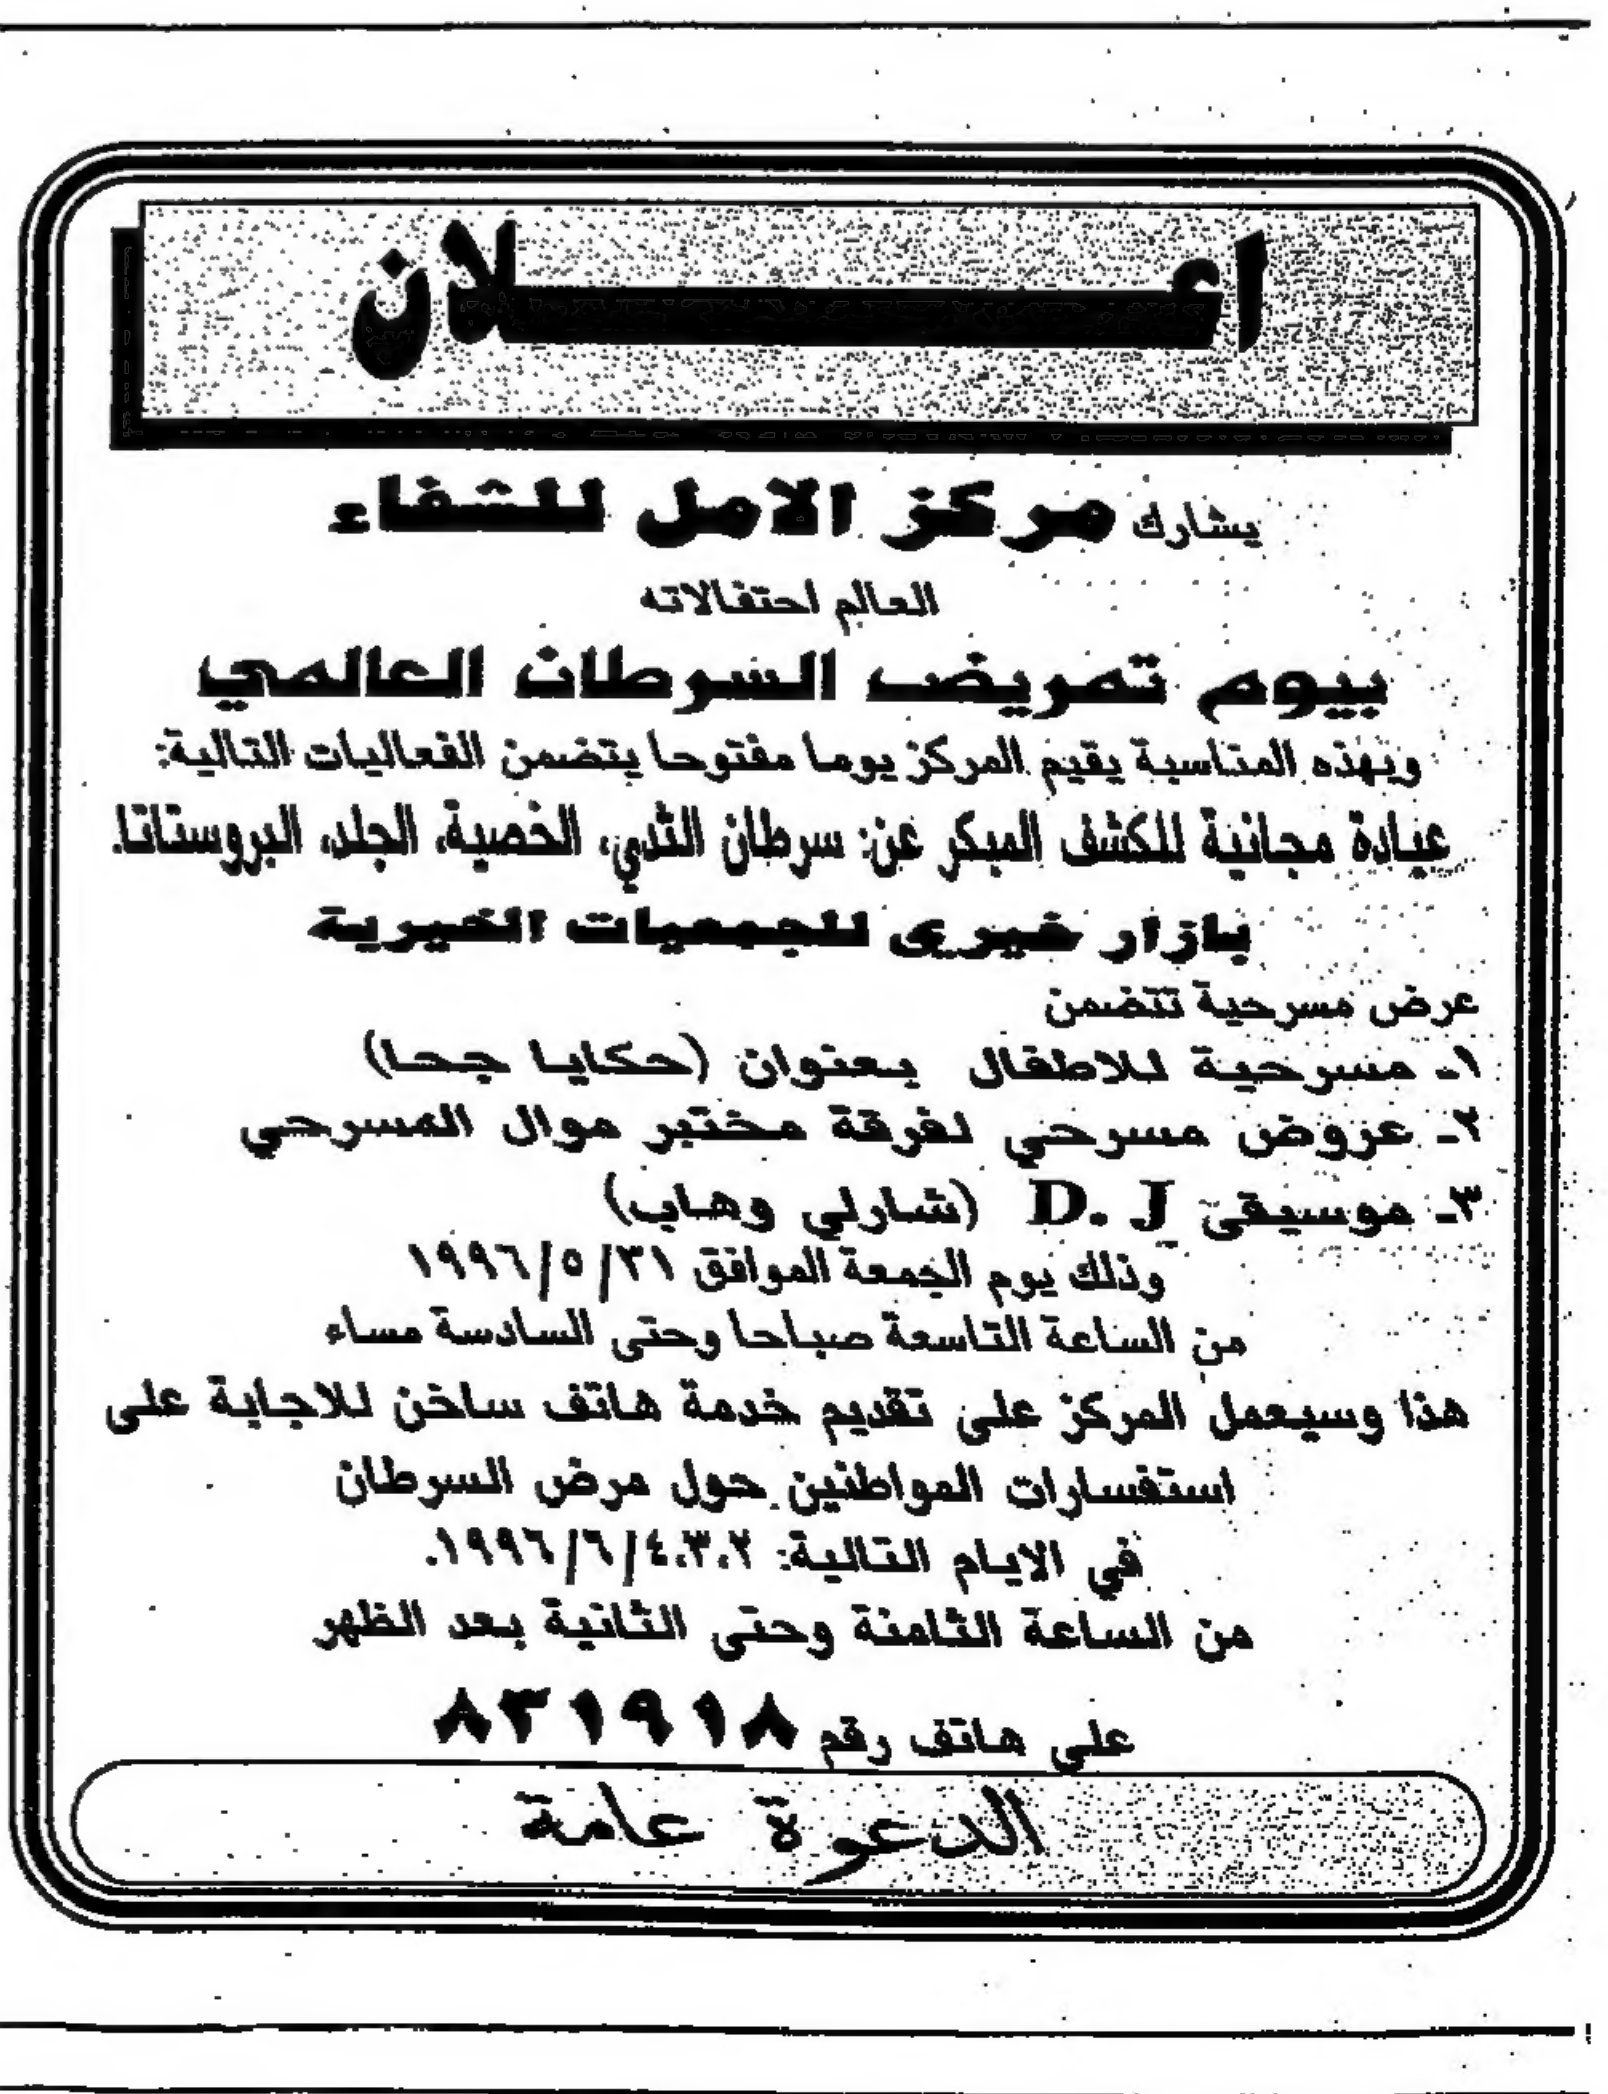 اعـــــلان
يشارك مركز الامل للشفاء
العالم احتفالاته
بيوم تمريض السرطان العالمي
وبهذه المناسبة يقيم المركز يوما مفتوحا يتضمن الفعاليات التالية:
عيادة مجانية للكشف المبكر عن: سرطان الثدي، الخصية، الجلد، البروستاتا.
بازار خيري للجمعيات الخيرية
عرض مسرحية تتضمن
١ـ مسرحية للاطفال بعنوان (حكايا جحا)
٢ـ عروض مسرحي لفرقة مختبر موال المسرحي
٣ـ موسيقى D. J (شارلي وهاب)
وذلك يوم الجمعة الموافق ٣١/٥/١٩٩٦
من الساعة التاسعة صباحا وحتى السادسة مساء
هذا وسيعمل المركز على تقديم خدمة هاتف ساخن للاجابة على
استفسارات المواطنين حول مرض السرطان
في الايام التالية: ٢،٣،٤/٦/١٩٩٦.
من الساعة الثامنة وحتى الثانية بعد الظهر
على هاتف رقم ٨٣١٩١٨
الدعوة عامة